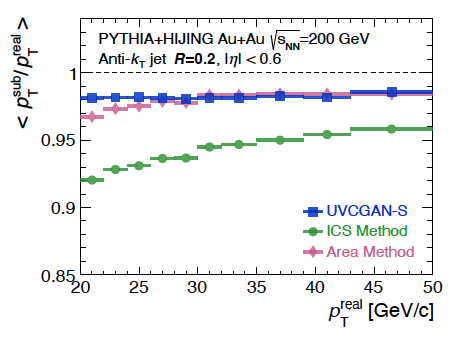 PYTHIA+HIJING Au+Au √s_NN=200 GeV
Anti-k_T jet R=0.2, |η| < 0.6
< p_T^sub/p_T^real >
1
0.95
0.9
0.85
UVCGAN-S
ICS Method
Area Method
20 25 30 35 40 45 50
p_T^real [GeV/c]